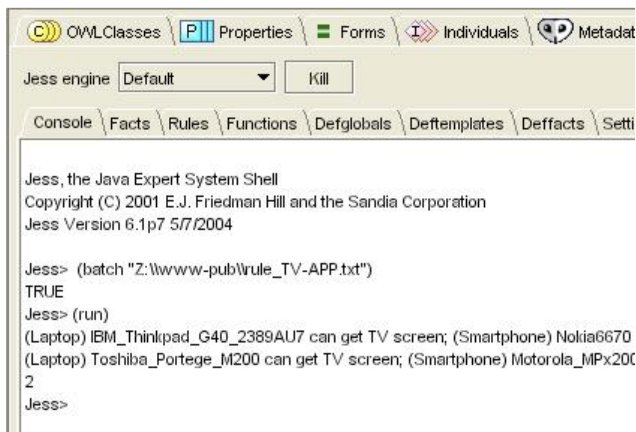 OWLClasses Properties Forms Individuals Metadat
Jess engine Default Kill
Console Facts Rules Functions Defglobals Deftemplates Deffacts Setti
Jess, the Java Expert System Shell
Copyright (C) 2001 E.J. Friedman Hill and the Sandia Corporation
Jess Version 6.1p7 5/7/2004
Jess> (batch "Z:\\www-pub\\rule_TV-APP.txt")
TRUE
Jess> (run)
(Laptop) IBM_Thinkpad_G40_2389AU7 can get TV screen; (Smartphone) Nokia6670
(Laptop) Toshiba_Portege_M200 can get TV screen; (Smartphone) Motorola_MPx200
2
Jess>